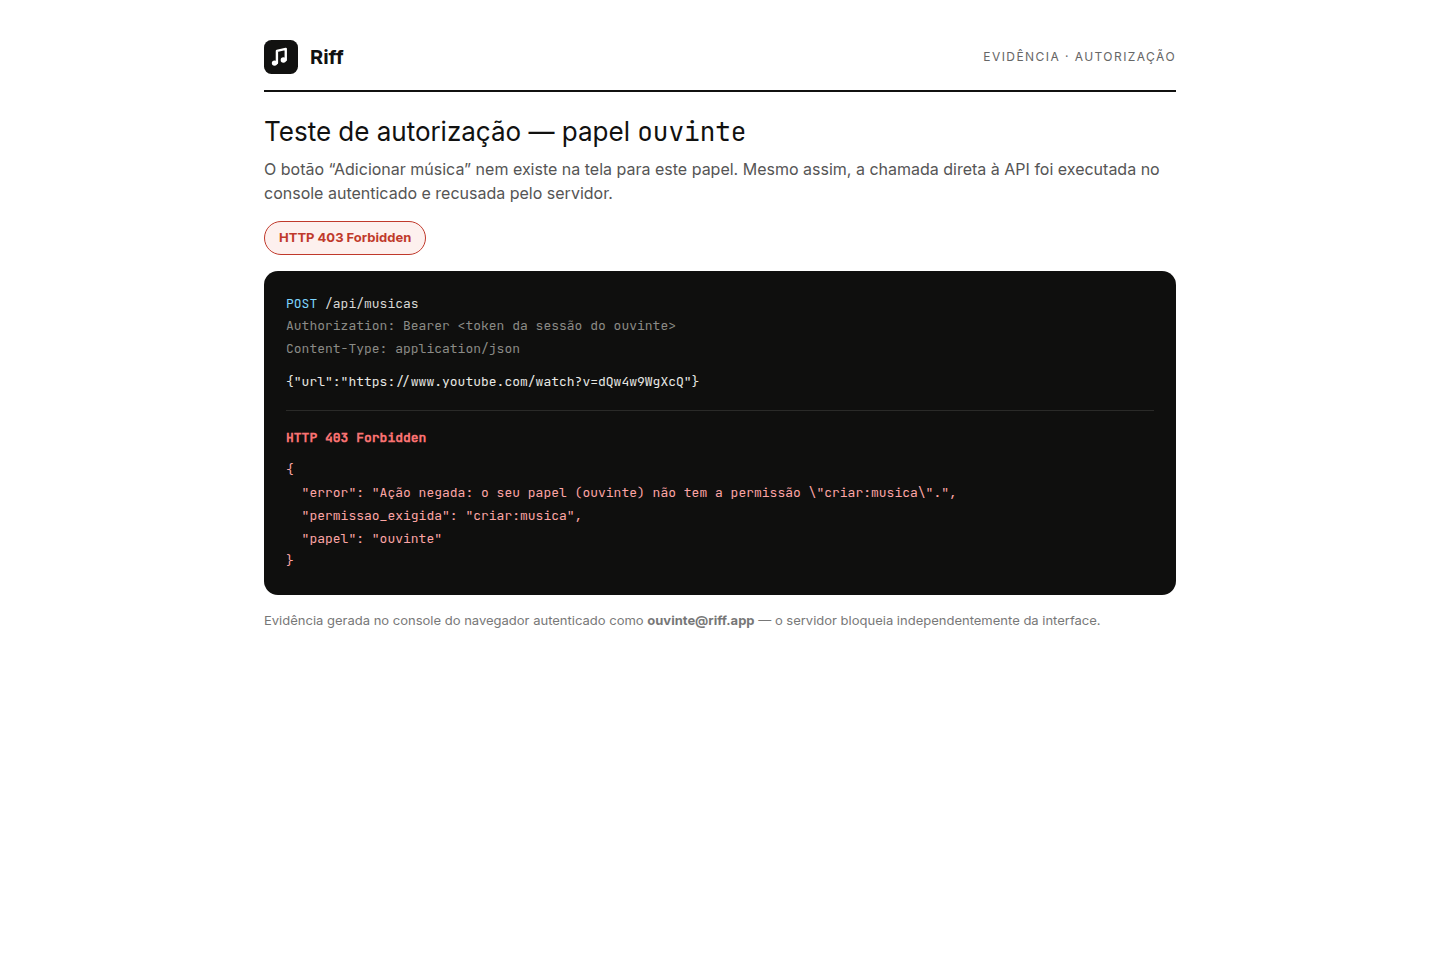 Riff
EVIDÊNCIA · AUTORIZAÇÃO
Teste de autorização — papel ouvinte
O botão “Adicionar música” nem existe na tela para este papel. Mesmo assim, a chamada direta à API foi executada no
console autenticado e recusada pelo servidor.
HTTP 403 Forbidden
POST /api/musicas
Authorization: Bearer <token da sessão do ouvinte>
Content-Type: application/json
{"url":"https://www.youtube.com/watch?v=dQw4w9WgXcQ"}
HTTP 403 Forbidden
{
  "error": "Ação negada: o seu papel (ouvinte) não tem a permissão \"criar:musica\".",
  "permissao_exigida": "criar:musica",
  "papel": "ouvinte"
}
Evidência gerada no console do navegador autenticado como ouvinte@riff.app — o servidor bloqueia independentemente da interface.